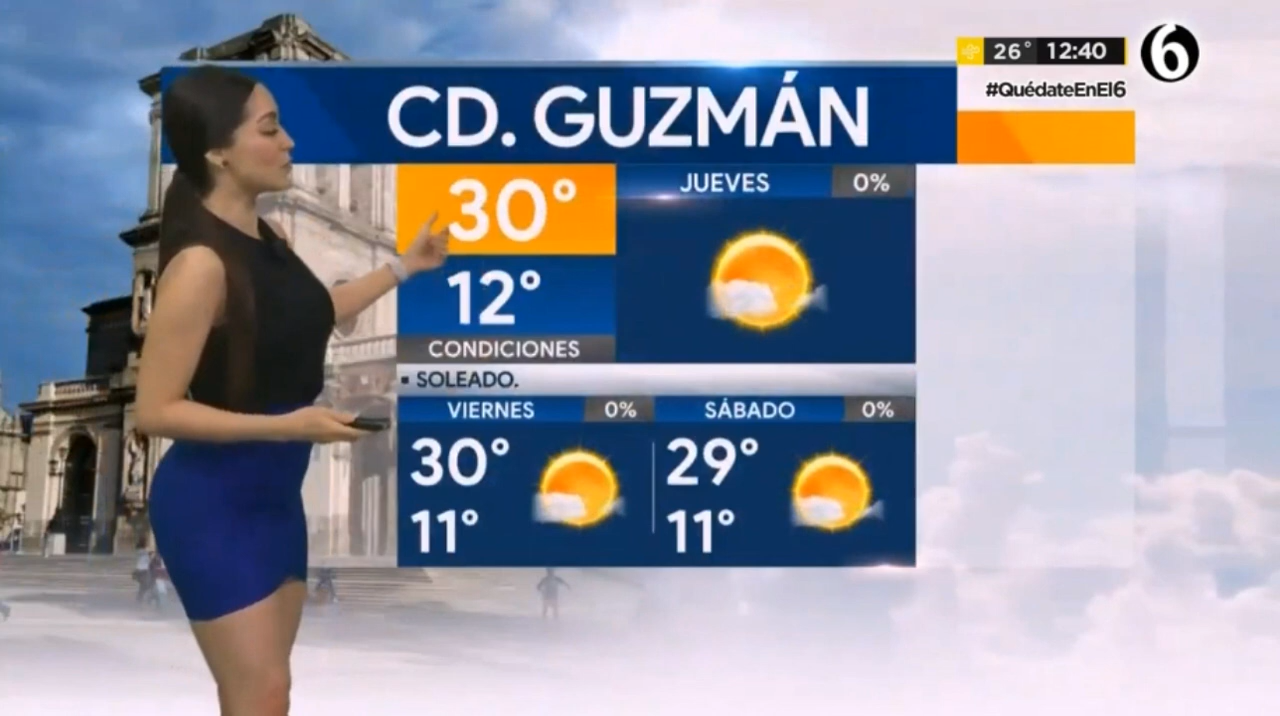 26° 12:40
6
#QuédateEnEl6
CD. GUZMÁN
30°
JUEVES 0%
12°
CONDICIONES
▪ SOLEADO.
VIERNES 0%
SÁBADO 0%
30°
11°
29°
11°